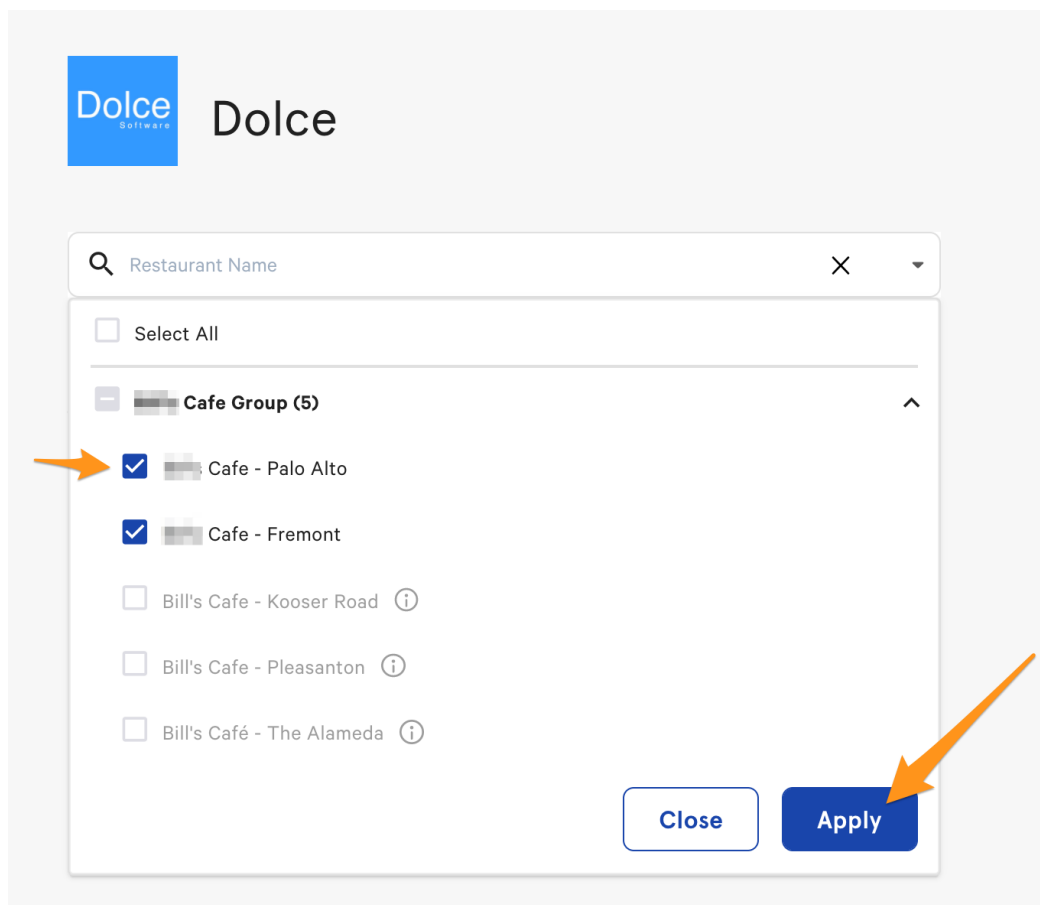 Dolce
Software
Dolce
Restaurant Name
Select All
Cafe Group (5)
Cafe - Palo Alto
Cafe - Fremont
Bill's Cafe - Kooser Road
Bill's Cafe - Pleasanton
Bill's Café - The Alameda
Close
Apply